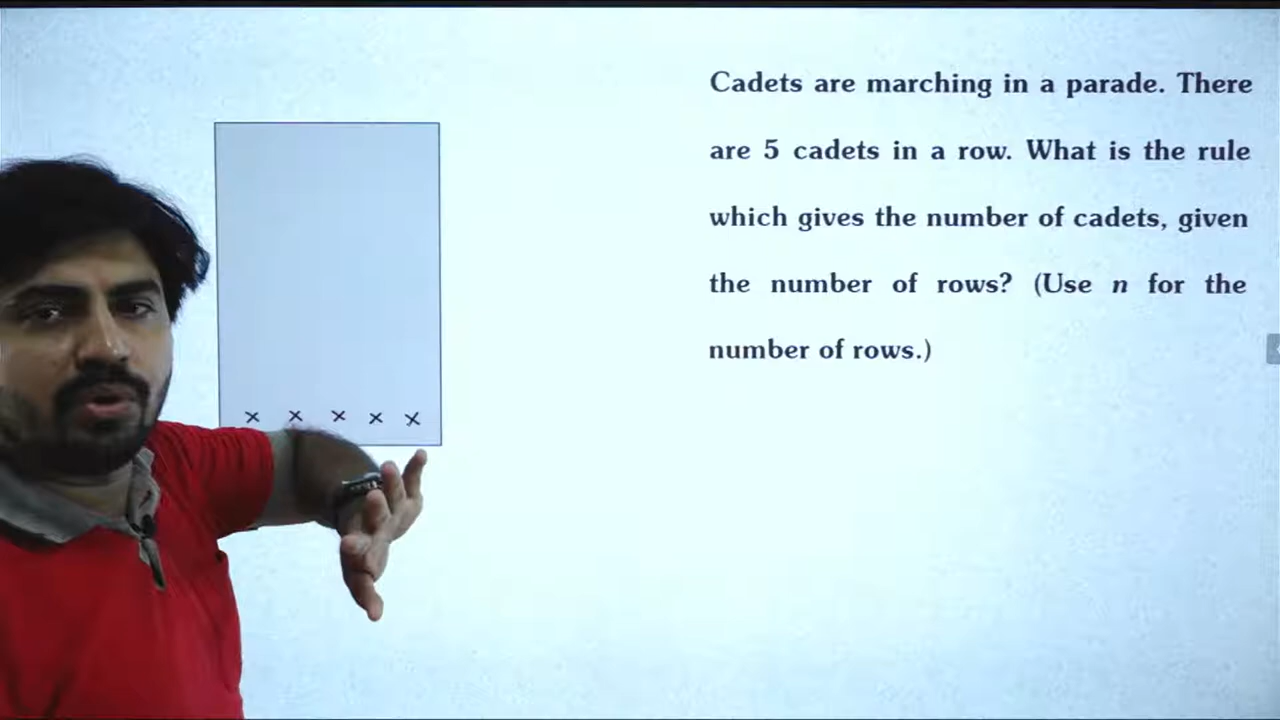 Cadets are marching in a parade. There
are 5 cadets in a row. What is the rule
which gives the number of cadets, given
the number of rows? (Use n for the
number of rows.)
× × × × ×